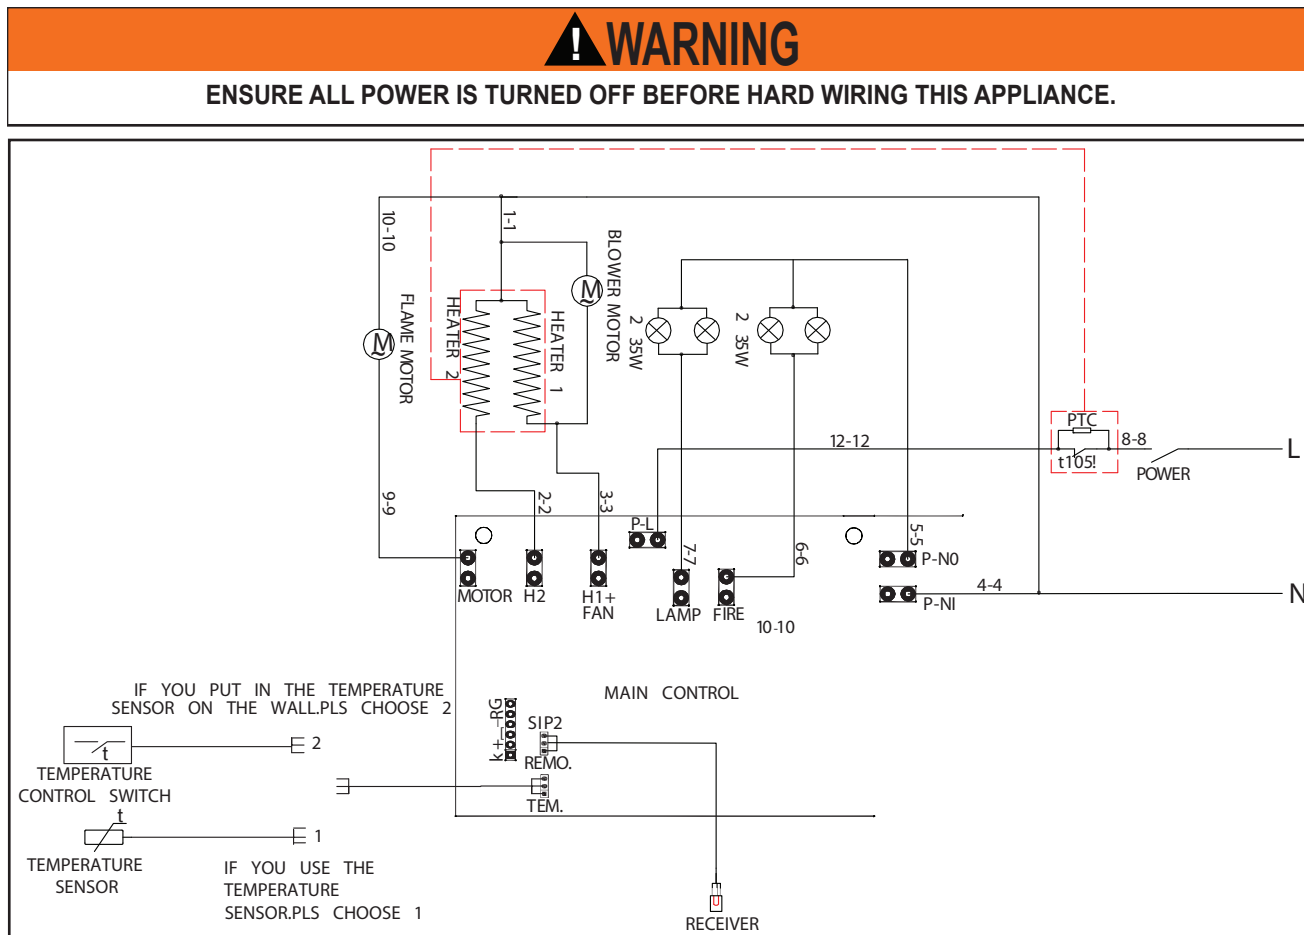 WARNING
ENSURE ALL POWER IS TURNED OFF BEFORE HARD WIRING THIS APPLIANCE.
10-10
1-1
BLOWER MOTOR
FLAME MOTOR
HEATER 2
HEATER 1
M
M
2 35W
2 35W
PTC
t105!
8-8
12-12
POWER
L
9-9
2-2
3-3
P-L
7-7
6-6
5-5
P-N0
MOTOR
H2
H1+
FAN
LAMP
FIRE
10-10
P-NI
4-4
N
MAIN CONTROL
IF YOU PUT IN THE TEMPERATURE
SENSOR ON THE WALL.PLS CHOOSE 2
2
t
TEMPERATURE
CONTROL SWITCH
SIP2
REMO.
TEM.
t
1
TEMPERATURE
SENSOR
IF YOU USE THE
TEMPERATURE
SENSOR.PLS CHOOSE 1
RECEIVER